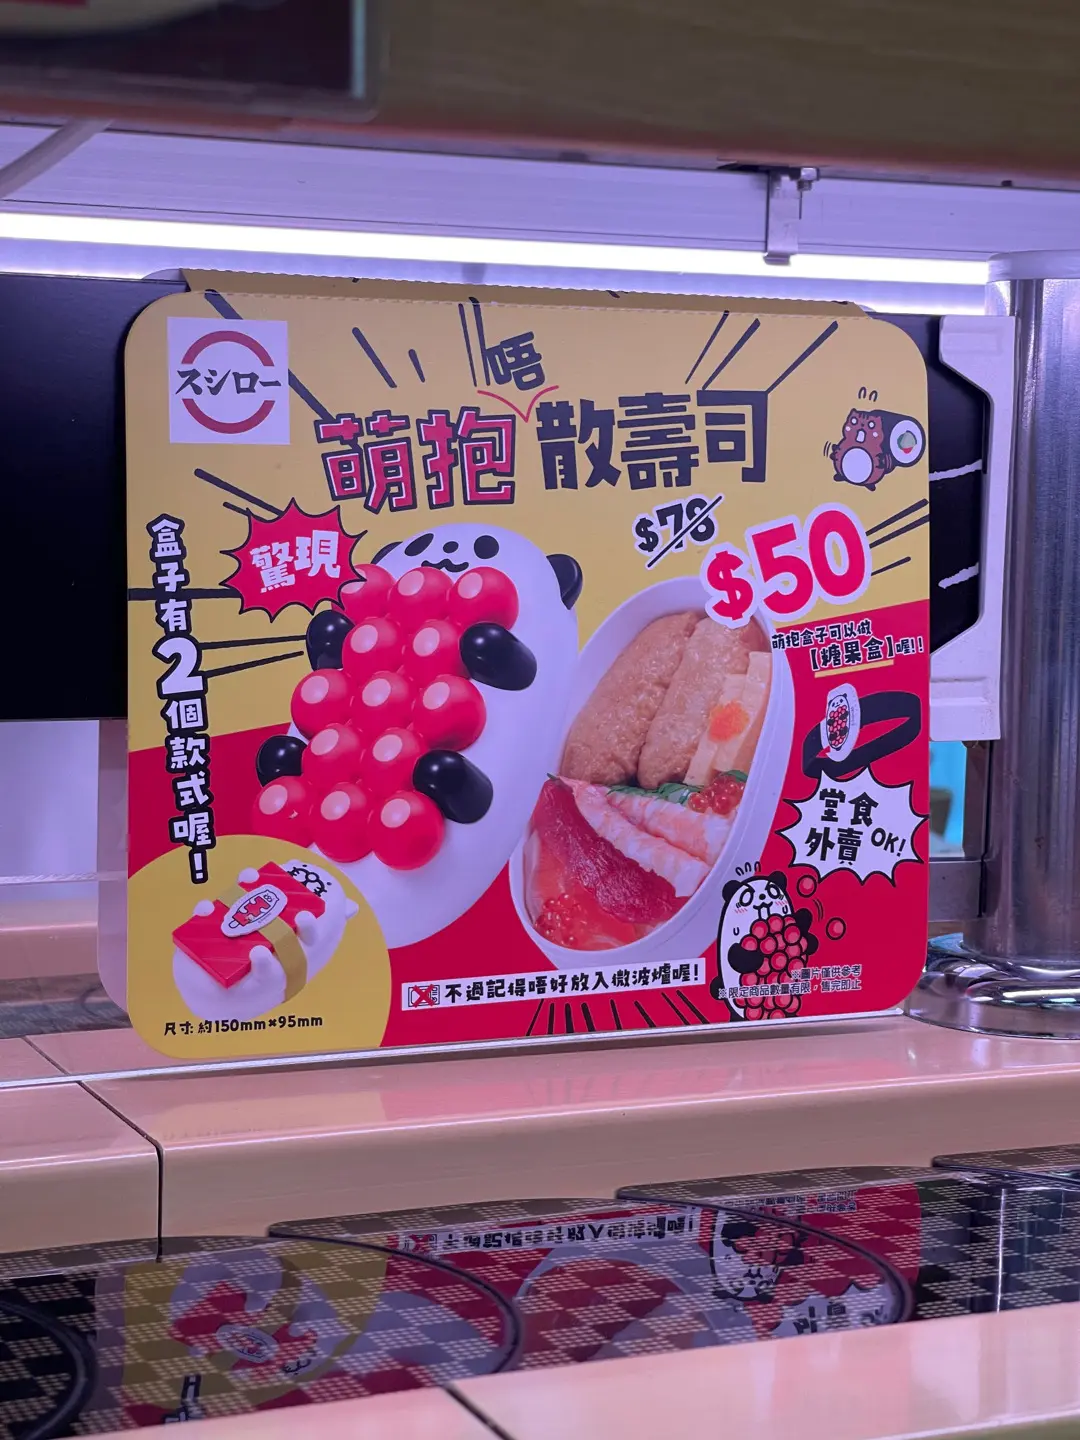 スシロー
唔
萌抱散壽司
$78
$50
驚現
盒子有2個款式喔！
萌抱盒子可以做
【糖果盒】喔!!
堂食
外賣OK!
不過記得唔好放入微波爐喔!
※圖片僅供參考
※限定商品數量有限，售完即止
尺寸: 約150mm×95mm